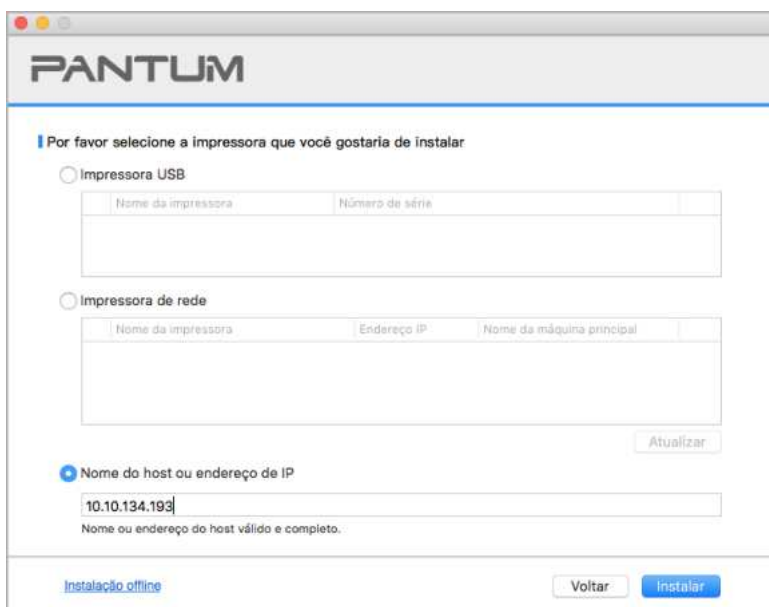 PANTUM
Por favor selecione a impressora que você gostaria de instalar
Impressora USB
Nome da impressora Número de série
Impressora de rede
Nome da impressora Endereço IP Nome da máquina principal
Atualizar
Nome do host ou endereço de IP
10.10.134.193
Nome ou endereço do host válido e completo.
Instalação offline Voltar Instalar